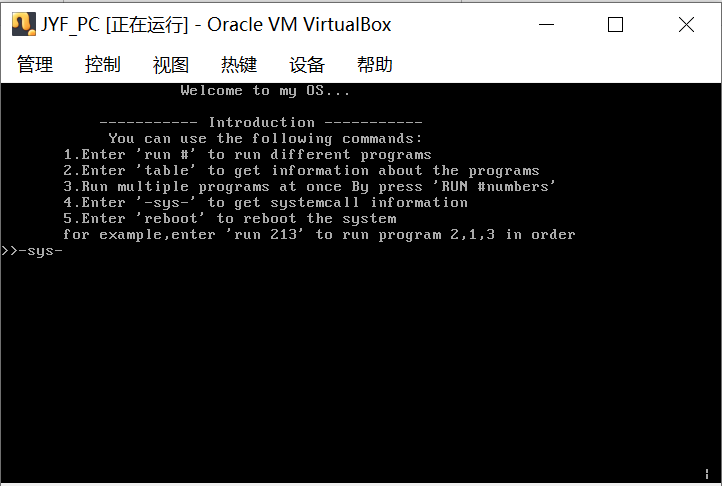 JYF_PC [正在运行] - Oracle VM VirtualBox
管理 控制 视图 热键 设备 帮助
Welcome to my OS...
----------- Introduction -----------
You can use the following commands:
1.Enter 'run #' to run different programs
2.Enter 'table' to get information about the programs
3.Run multiple programs at once By press 'RUN #numbers'
4.Enter '-sys-' to get systemcall information
5.Enter 'reboot' to reboot the system
for example,enter 'run 213' to run program 2,1,3 in order
>>-sys-
¦